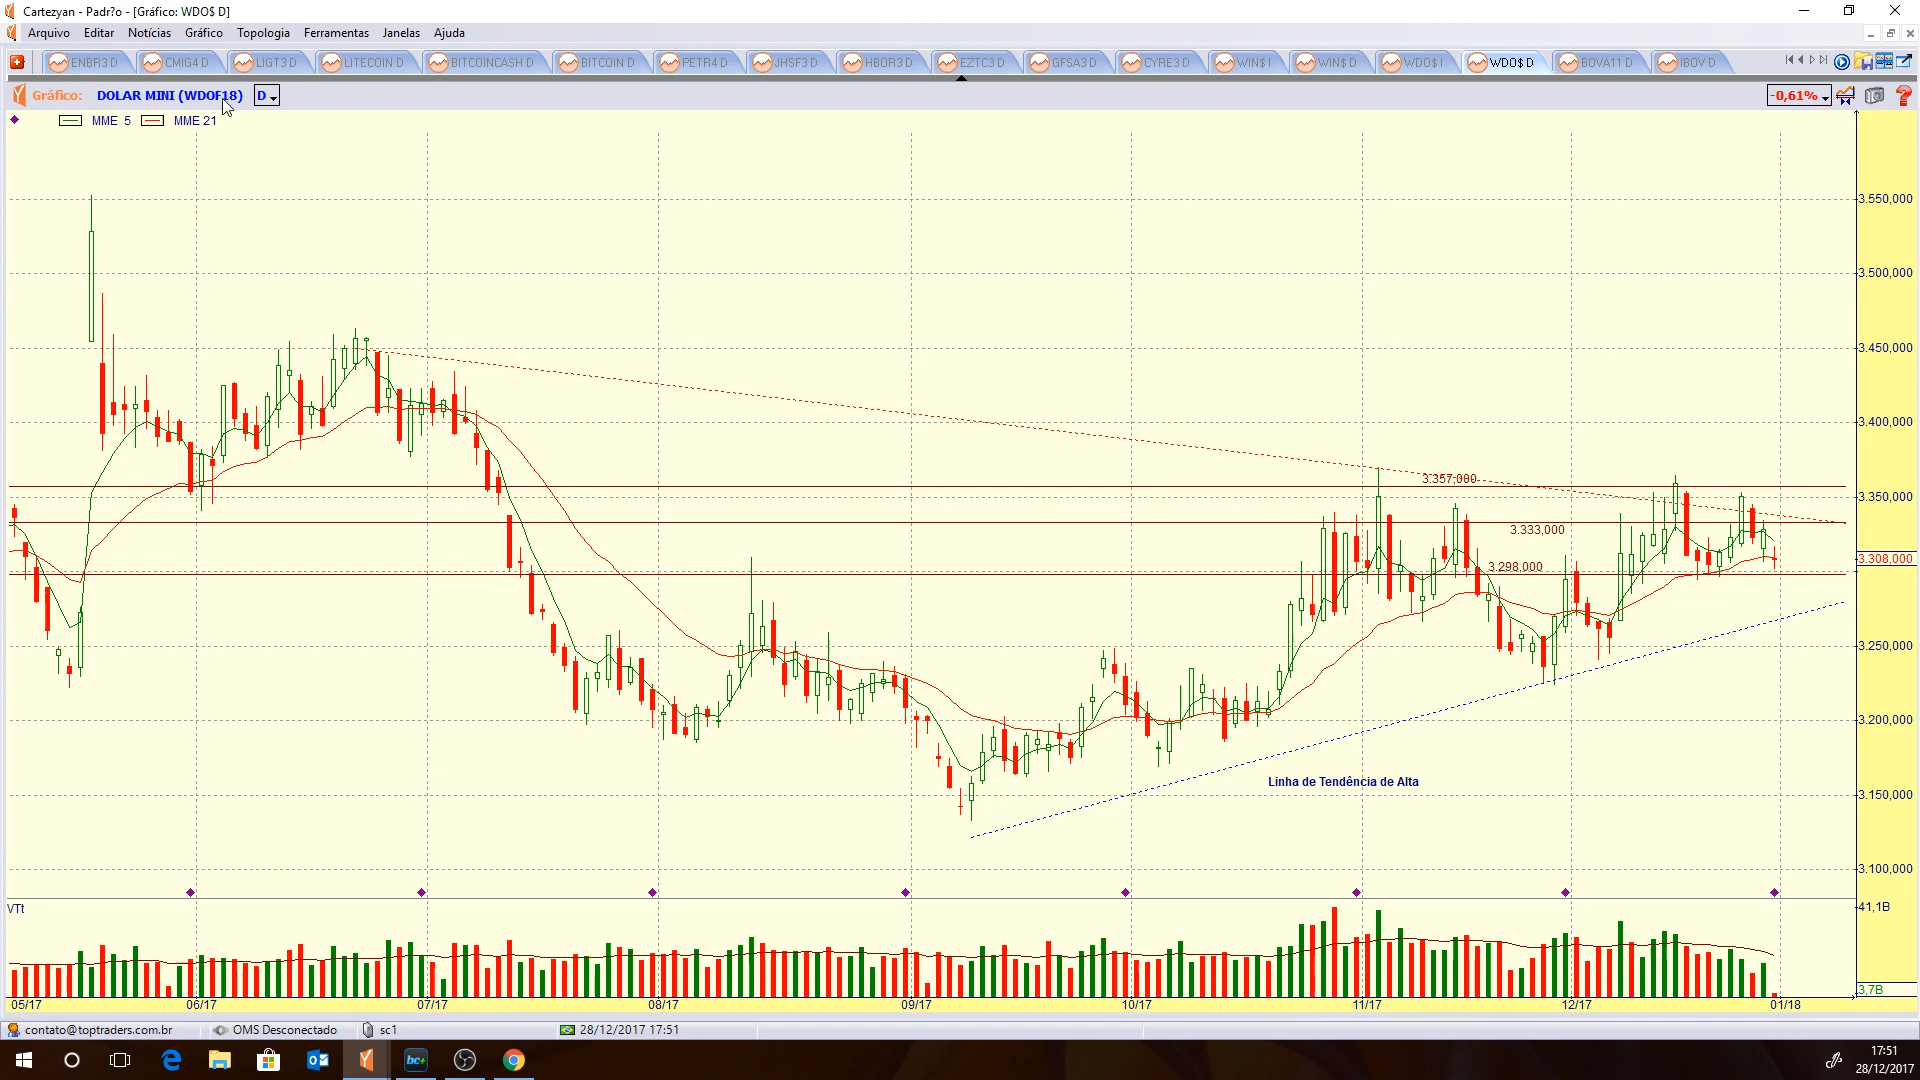 Cartezyan - Padr?o - [Gráfico: WDO$ D]
Arquivo Editar Notícias Gráfico Topologia Ferramentas Janelas Ajuda
ENBR3 D CMIG4 D LIGT3 D LITECOIN D BITCOINCASH D BITCOIN D PETR4 D JHSF3 D HBOR3 D EZTC3 D GFSA3 D CYRE3 D WIN$ I WIN$ D WDO$ I WDO$ D BOVA11 D IBOV D
Gráfico: DOLAR MINI (WDOF18) D -0,61%
MME 5 MME 21
3.550,000
3.500,000
3.450,000
3.400,000
3.357,000
3.350,000
3.333,000
3.308,000
3.298,000
3.250,000
3.200,000
Linha de Tendência de Alta
3.150,000
3.100,000
VTt
41,1B
3,7B
05/17 06/17 07/17 08/17 09/17 10/17 11/17 12/17 01/18
contato@toptraders.com.br OMS Desconectado sc1 28/12/2017 17:51
bc+
17:51
28/12/2017